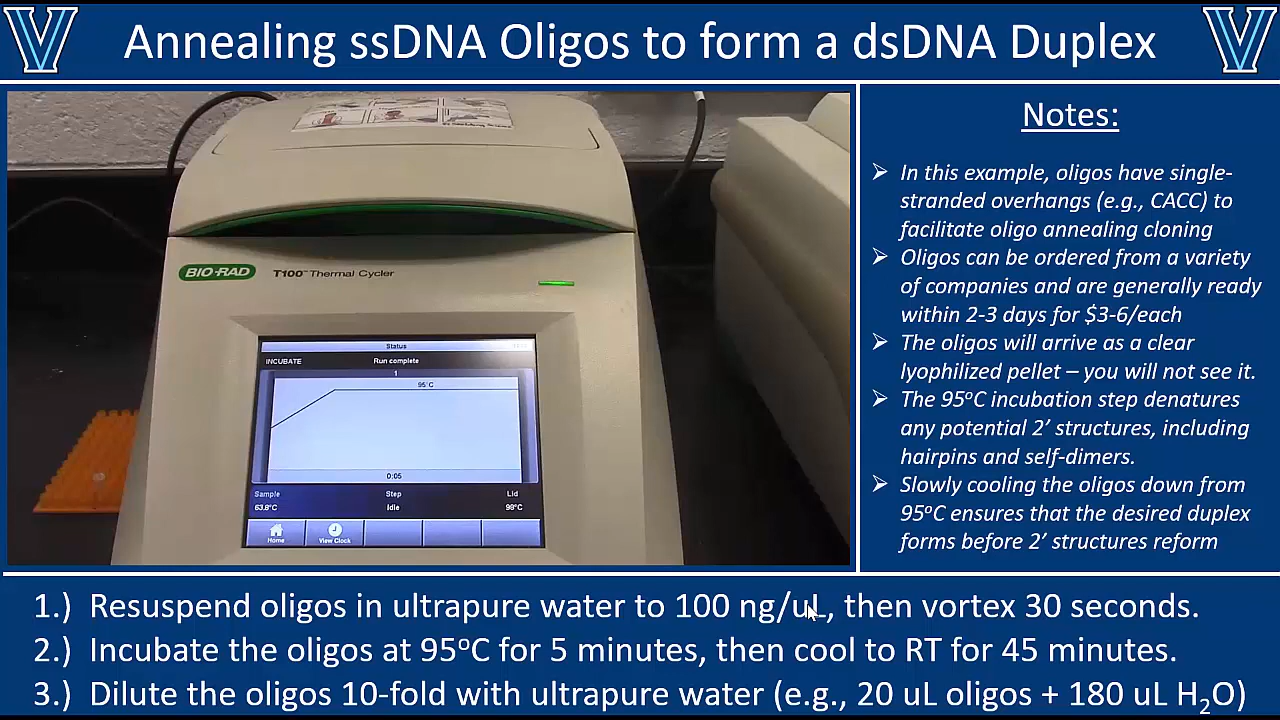 Annealing ssDNA Oligos to form a dsDNA Duplex
BIO-RAD T100™ Thermal Cycler
Status
INCUBATE Run complete
1
95°C
0:05
Sample Step Lid
63.8°C Idle 98°C
Home View Clock
Notes:
➢ In this example, oligos have single-
stranded overhangs (e.g., CACC) to
facilitate oligo annealing cloning
➢ Oligos can be ordered from a variety
of companies and are generally ready
within 2-3 days for $3-6/each
➢ The oligos will arrive as a clear
lyophilized pellet – you will not see it.
➢ The 95ºC incubation step denatures
any potential 2’ structures, including
hairpins and self-dimers.
➢ Slowly cooling the oligos down from
95ºC ensures that the desired duplex
forms before 2’ structures reform
1.) Resuspend oligos in ultrapure water to 100 ng/uL, then vortex 30 seconds.
2.) Incubate the oligos at 95ºC for 5 minutes, then cool to RT for 45 minutes.
3.) Dilute the oligos 10-fold with ultrapure water (e.g., 20 uL oligos + 180 uL H₂O)